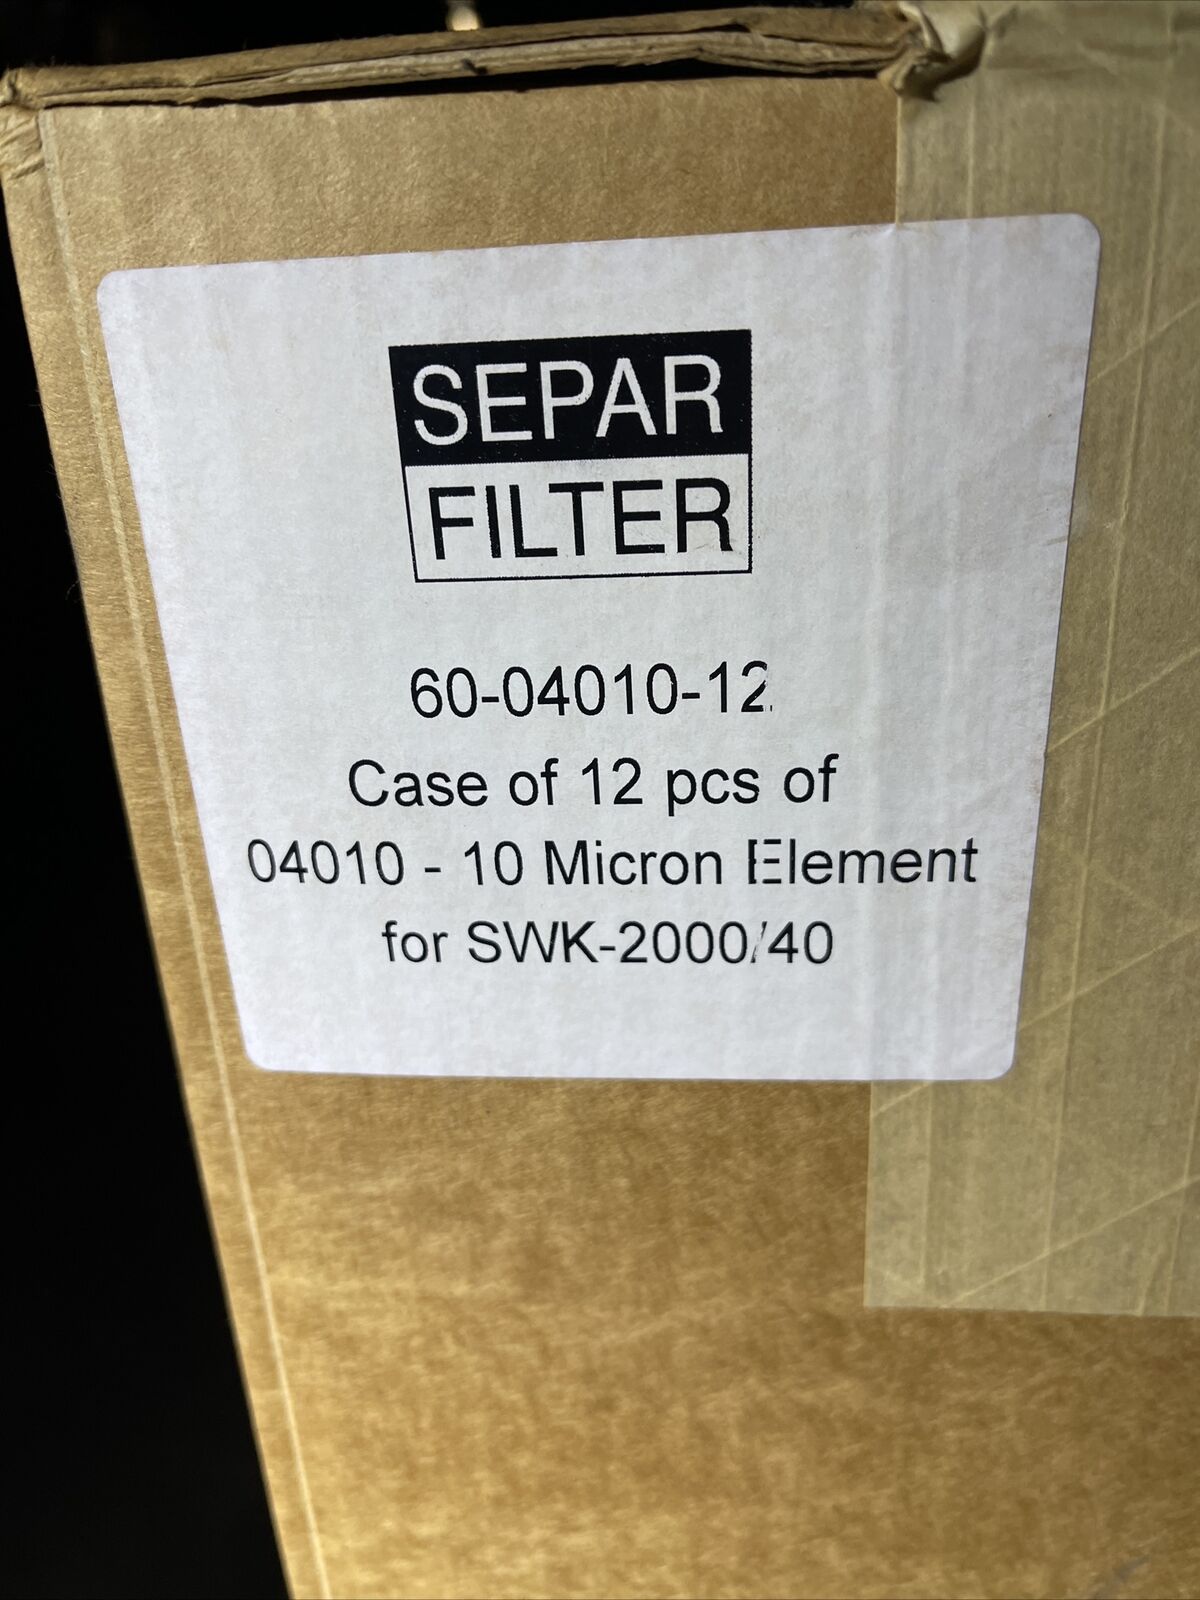 SEPAR
FILTER
60-04010-12
Case of 12 pcs of
04010 - 10 Micron Element
for SWK-2000/40